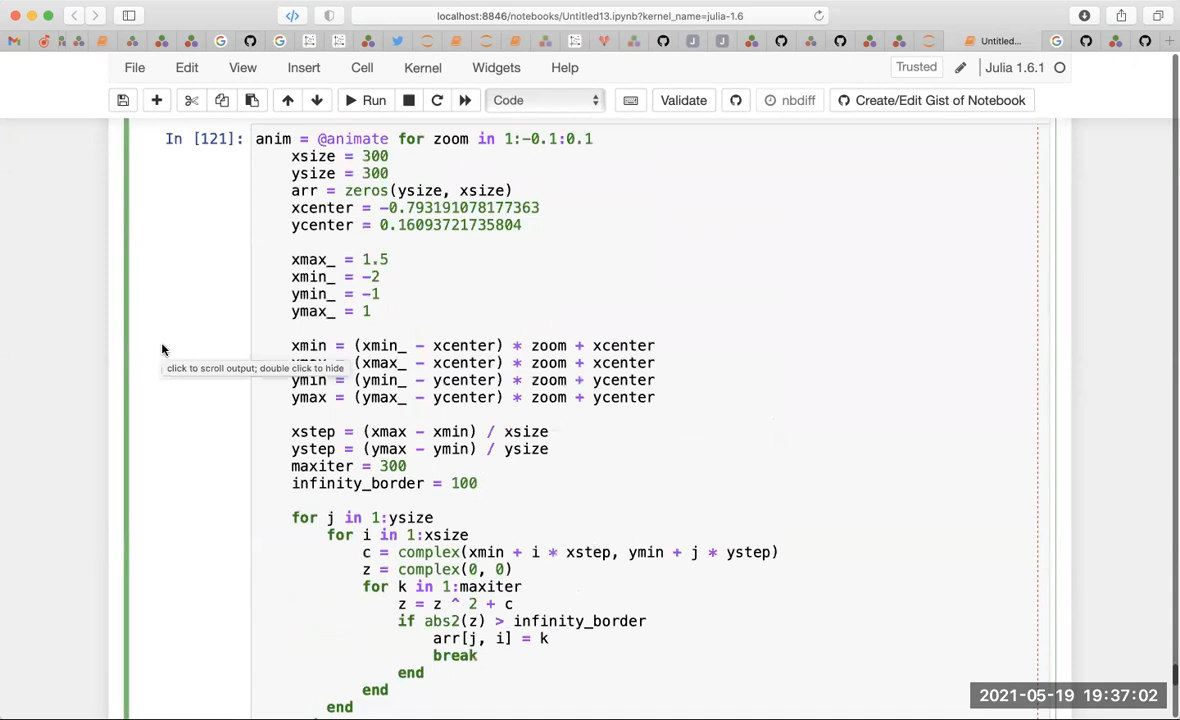 localhost:8846/notebooks/Untitled13.ipynb?kernel_name=julia-1.6
Untitled...
File Edit View Insert Cell Kernel Widgets Help Trusted Julia 1.6.1
Run Code Validate nbdiff Create/Edit Gist of Notebook
In [121]: anim = @animate for zoom in 1:-0.1:0.1
xsize = 300
ysize = 300
arr = zeros(ysize, xsize)
xcenter = -0.793191078177363
ycenter = 0.16093721735804
xmax_ = 1.5
xmin_ = -2
ymin_ = -1
ymax_ = 1
xmin = (xmin_ - xcenter) * zoom + xcenter
xmax = (xmax_ - xcenter) * zoom + xcenter
click to scroll output; double click to hide
ymin = (ymin_ - ycenter) * zoom + ycenter
ymax = (ymax_ - ycenter) * zoom + ycenter
xstep = (xmax - xmin) / xsize
ystep = (ymax - ymin) / ysize
maxiter = 300
infinity_border = 100
for j in 1:ysize
for i in 1:xsize
c = complex(xmin + i * xstep, ymin + j * ystep)
z = complex(0, 0)
for k in 1:maxiter
z = z ^ 2 + c
if abs2(z) > infinity_border
arr[j, i] = k
break
end
end
end
2021-05-19 19:37:02